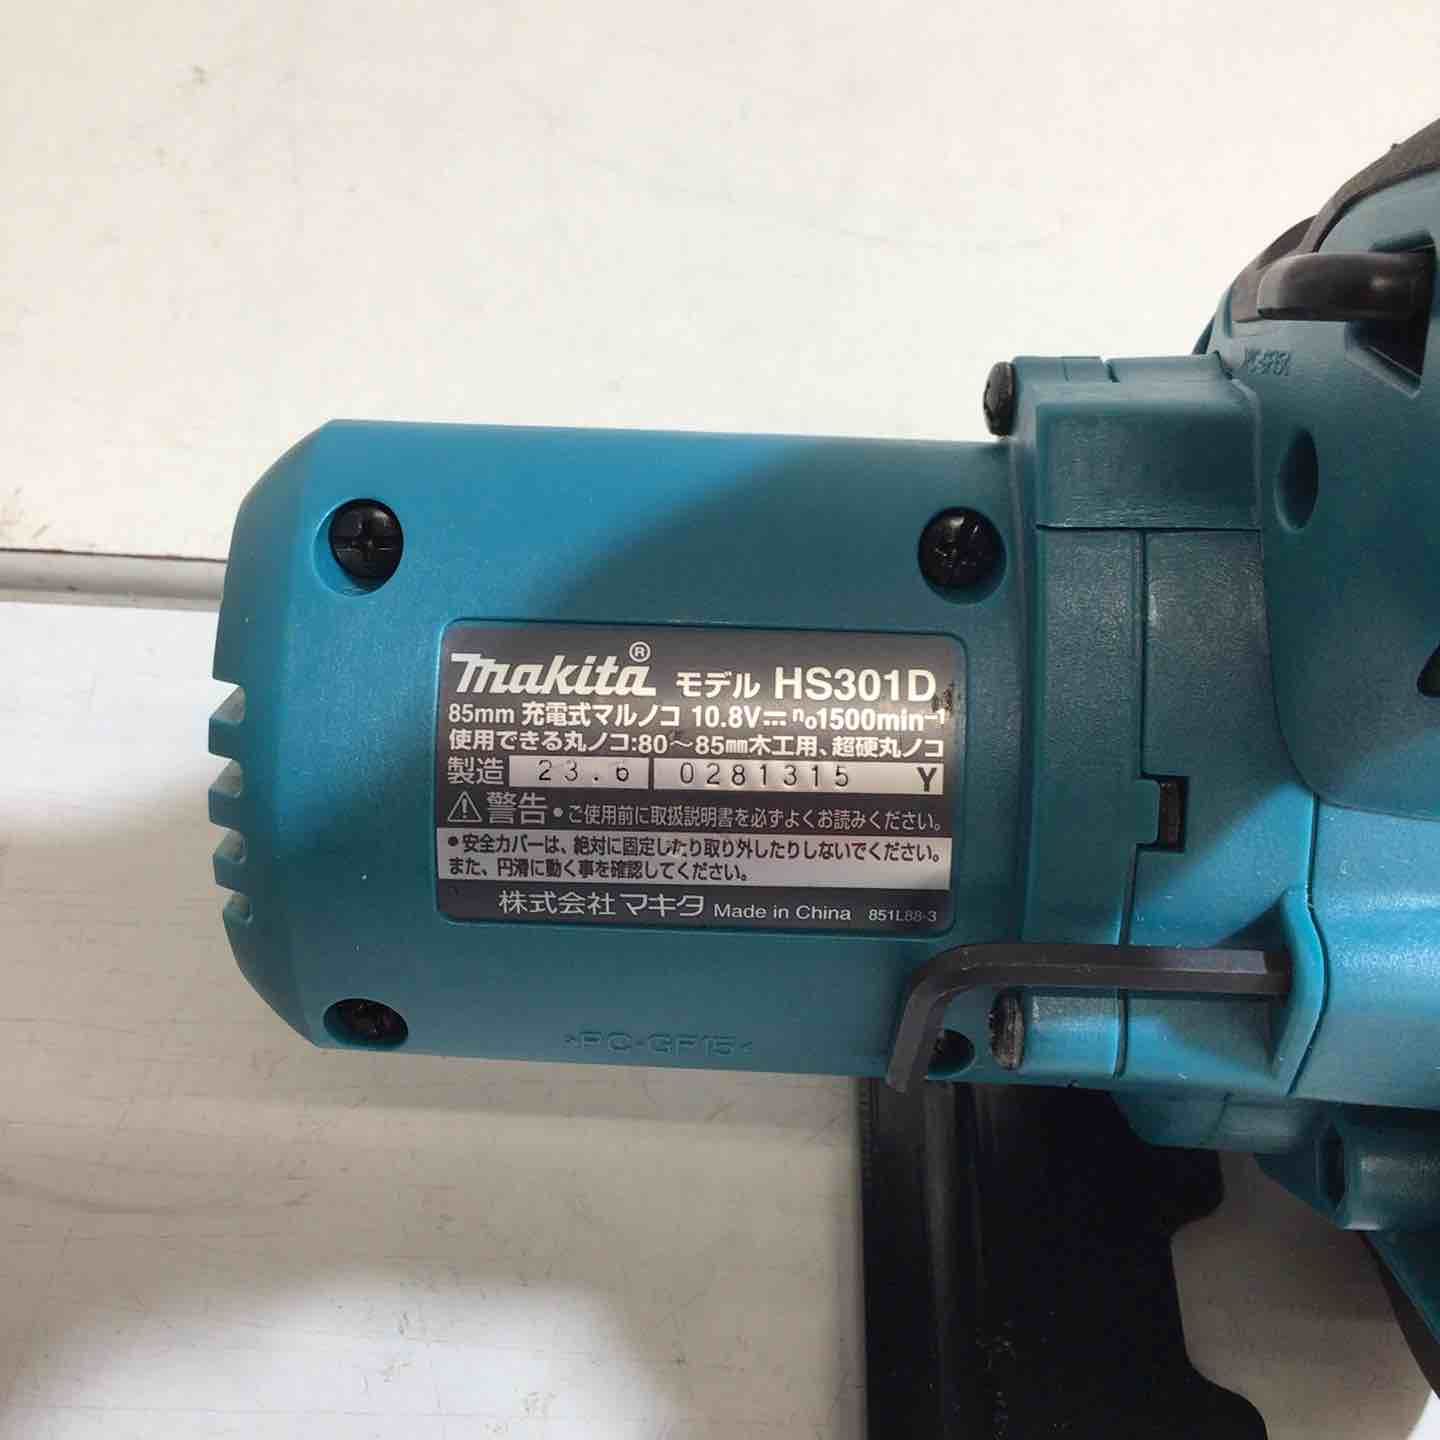 makita® モデル HS301D
85mm 充電式マルノコ 10.8V⎓ n₀1500min⁻¹
使用できる丸ノコ:80〜85mm木工用、超硬丸ノコ
製造 23.6 0281315 Y
⚠警告 •ご使用前に取扱説明書を必ずよくお読みください。
•安全カバーは、絶対に固定したり取り外したりしないでください。
また、円滑に動く事を確認してください。
株式会社マキタ Made in China 851L88-3
>PC-GF15<